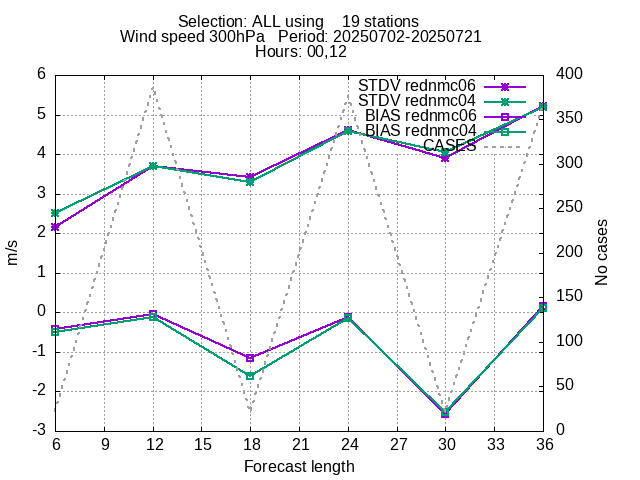 Selection: ALL using    19 stations
Wind speed 300hPa   Period: 20250702-20250721
Hours: 00,12
STDV rednmc06
STDV rednmc04
BIAS rednmc06
BIAS rednmc04
CASES
6
5
4
3
2
1
0
-1
-2
-3
m/s
400
350
300
250
200
150
100
50
0
No cases
6 9 12 15 18 21 24 27 30 33 36
Forecast length